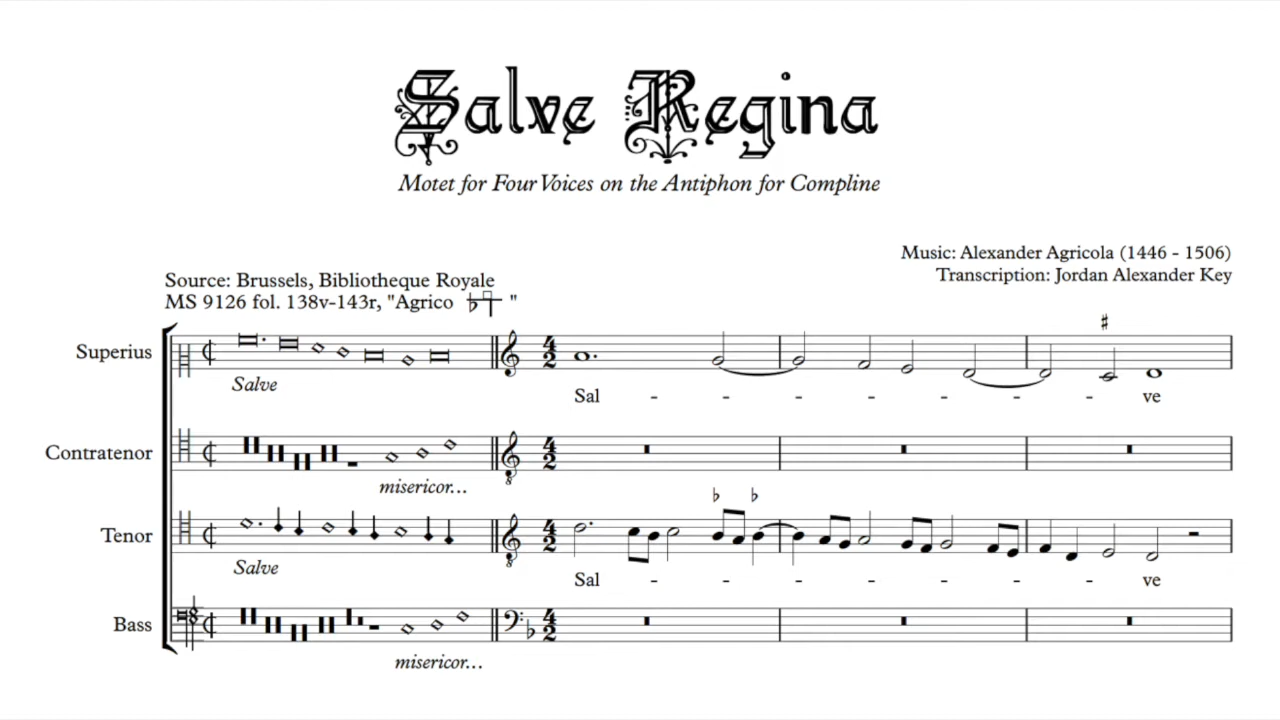 Salve Regina
Motet for Four Voices on the Antiphon for Compline
Music: Alexander Agricola (1446 - 1506)
Transcription: Jordan Alexander Key
Source: Brussels, Bibliotheque Royale
MS 9126 fol. 138v-143r, "Agrico "
Superius
Salve
Sal - - - - - - - ve
Contratenor
misericor...
Tenor
Salve
Sal - - - - - - - ve
Bass
misericor...